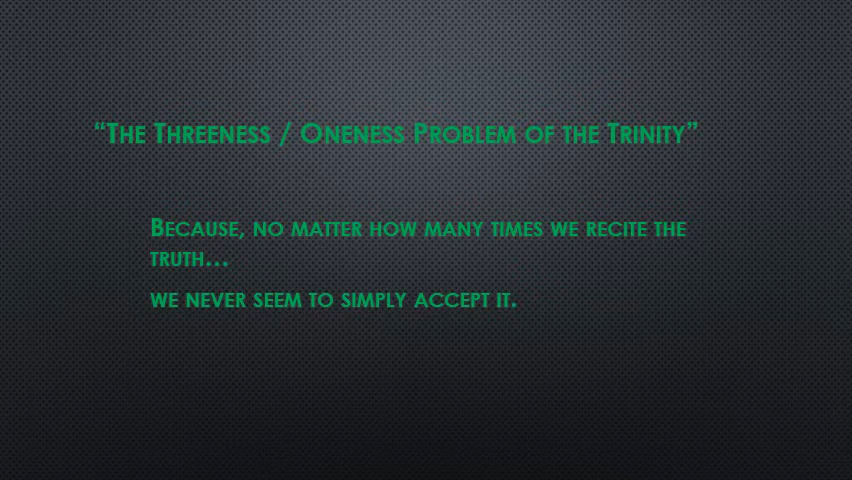 “The Threeness / Oneness Problem of the Trinity”
Because, no matter how many times we recite the
truth…
we never seem to simply accept it.